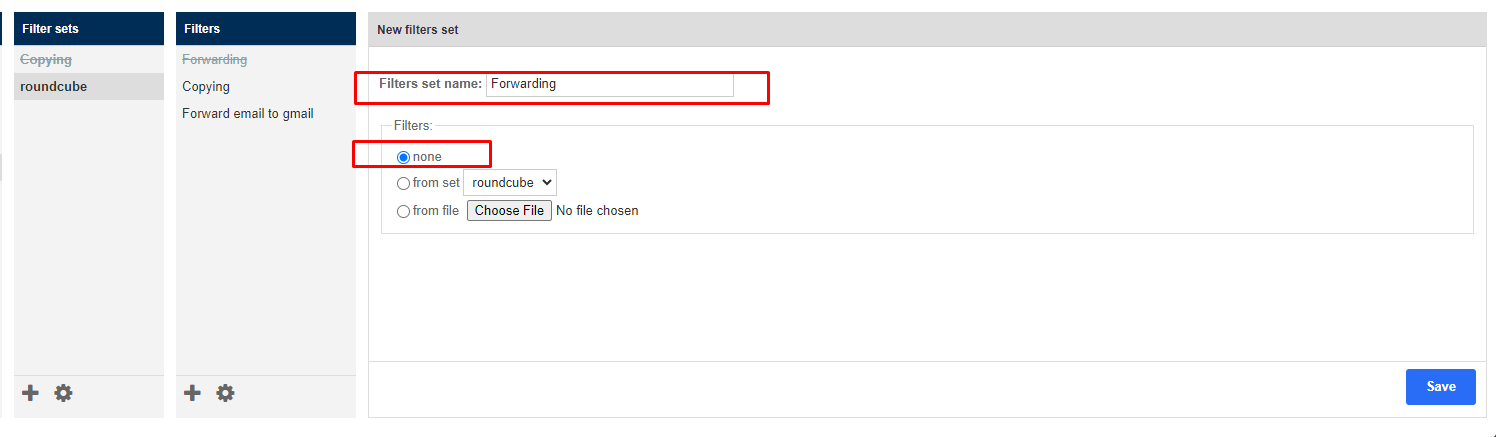 Filter sets
Copying
roundcube
Filters
Forwarding
Copying
Forward email to gmail
New filters set
Filters set name: Forwarding
Filters:
none
from set roundcube
from file Choose File No file chosen
Save